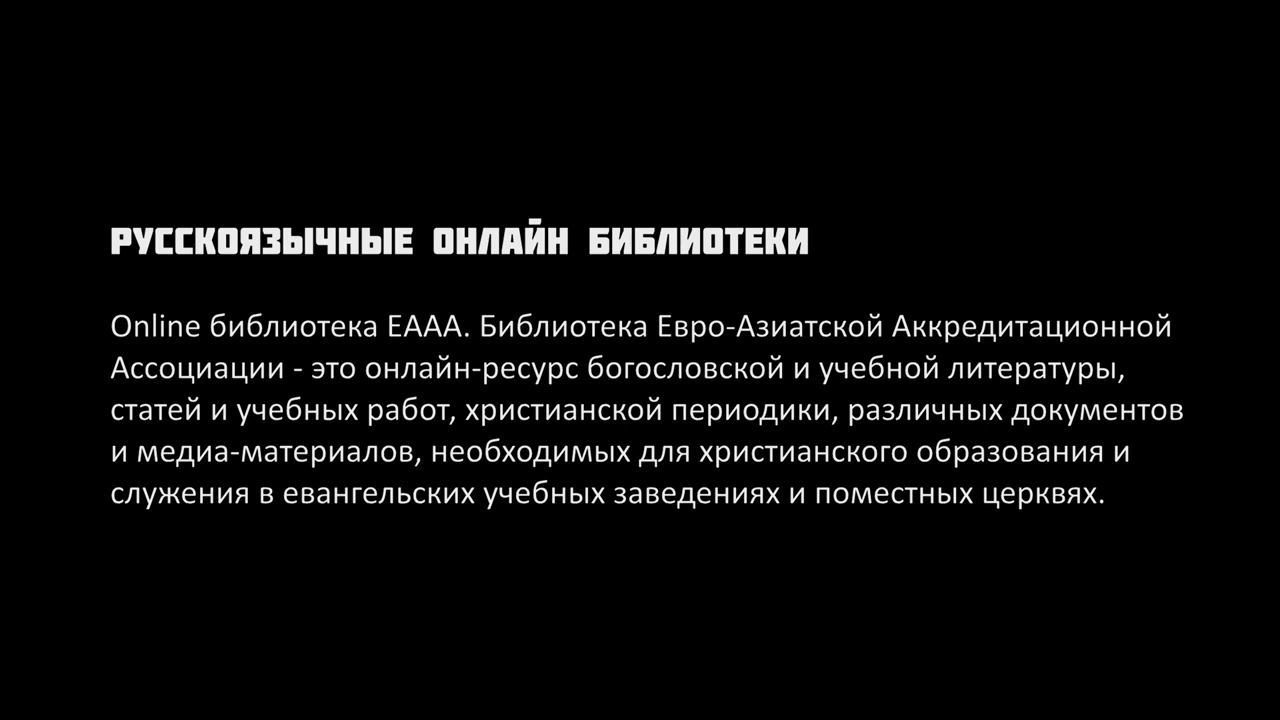 РУССКОЯЗЫЧНЫЕ ОНЛАЙН БИБЛИОТЕКИ
Online библиотека ЕААА. Библиотека Евро-Азиатской Аккредитационной
Ассоциации - это онлайн-ресурс богословской и учебной литературы,
статей и учебных работ, христианской периодики, различных документов
и медиа-материалов, необходимых для христианского образования и
служения в евангельских учебных заведениях и поместных церквях.